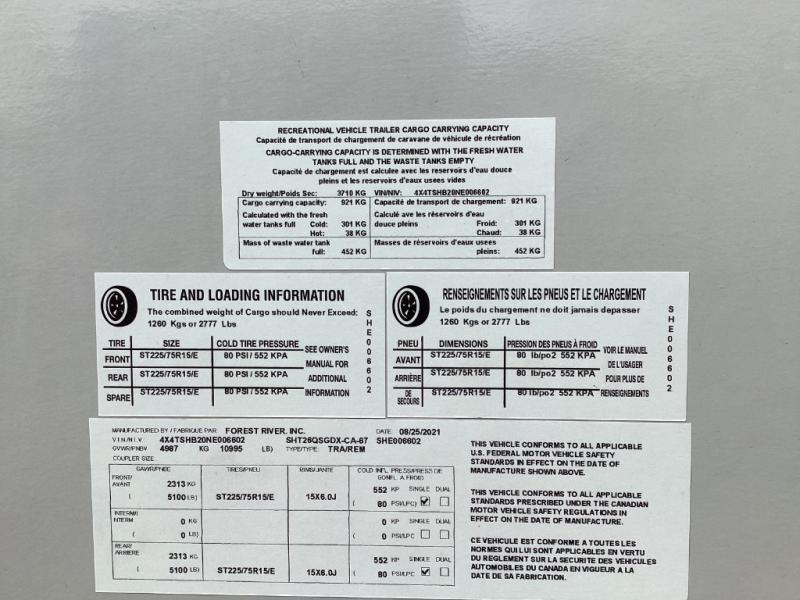 RECREATIONAL VEHICLE TRAILER CARGO CARRYING CAPACITY
Capacité de transport de chargement de caravane de véhicule de récréation
CARGO-CARRYING CAPACITY IS DETERMINED WITH THE FRESH WATER
TANKS FULL AND THE WASTE TANKS EMPTY
Capacité de chargement est calculee avec les reservoirs d'eau douce
pleins et les reservoirs d'eaux usees vides
Dry weight/Poids Sec: 3710 KG VIN/NIV: 4X4TSHB20NE006602
Cargo carrying capacity: 921 KG Capacité de transport de chargement: 921 KG
Calculated with the fresh Calculé ave les réservoirs d'eau
water tanks full Cold: 301 KG douce pleins Froid: 301 KG
Hot: 38 KG Chaud: 38 KG
Mass of waste water tank Masses de réservoirs d'eaux usees
full: 452 KG pleins: 452 KG
TIRE AND LOADING INFORMATION
The combined weight of Cargo should Never Exceed:
1260 Kgs or 2777 Lbs
TIRE SIZE COLD TIRE PRESSURE
FRONT ST225/75R15/E 80 PSI / 552 KPA
REAR ST225/75R15/E 80 PSI / 552 KPA
SPARE ST225/75R15/E 80 PSI / 552 KPA
SEE OWNER'S
MANUAL FOR
ADDITIONAL
INFORMATION
SHE006602
RENSEIGNEMENTS SUR LES PNEUS ET LE CHARGEMENT
Le poids du chargement ne doit jamais depasser
1260 Kgs or 2777 Lbs
PNEU DIMENSIONS PRESSION DES PNEUS À FROID
AVANT ST225/75R15/E 80 lb/po2 552 KPA
ARRIÈRE ST225/75R15/E 80 lb/po2 552 KPA
DE SECOURS ST225/75R15/E 80 lb/po2 552 KPA
VOIR LE MANUEL
DE L'USAGER
POUR PLUS DE
RENSEIGNEMENTS
SHE006602
MANUFACTURED BY / FABRIQUE PAR: FOREST RIVER, INC. DATE: 08/25/2021
V.I.N./N.I.V. 4X4TSHB20NE006602 SHT26QSGDX-CA-67 SHE006602
GVWR/PNBV 4987 KG 10995 LB) TYPE/TYPE: TRA/REM
COUPLER SIZE
GAWR/PNBE TIRES/PNEU RIMS/JANTE COLD INFL. PRESS/PRESS DE
GONFL. A FROID
FRONT/
AVANT 2313 KG 552 KP SINGLE DUAL
( 5100 LB) ST225/75R15/E 15X6.0J ( 80 PSI/LPC)
INTERM/
INTERM 0 KG 0 KP SINGLE DUAL
( 0 LB) ( 0 PSI/LPC
REAR/
ARRIERE 2313 KG 552 KP SINGLE DUAL
( 5100 LB) ST225/75R15/E 15X6.0J ( 80 PSI/LPC
THIS VEHICLE CONFORMS TO ALL APPLICABLE
U.S. FEDERAL MOTOR VEHICLE SAFETY
STANDARDS IN EFFECT ON THE DATE OF
MANUFACTURE SHOWN ABOVE.
THIS VEHICLE CONFORMS TO ALL APPLICABLE
STANDARDS PRESCRIBED UNDER THE CANADIAN
MOTOR VEHICLE SAFETY REGULATIONS IN
EFFECT ON THE DATE OF MANUFACTURE.
CE VEHICULE EST CONFORME A TOUTES LES
NORMES QUI LUI SONT APPLICABLES EN VERTU
DU REGLEMENT SUR LA SECURITE DES VEHICULES
AUTOMOBILES DU CANADA EN VIGUEUR A LA
DATE DE SA FABRICATION.